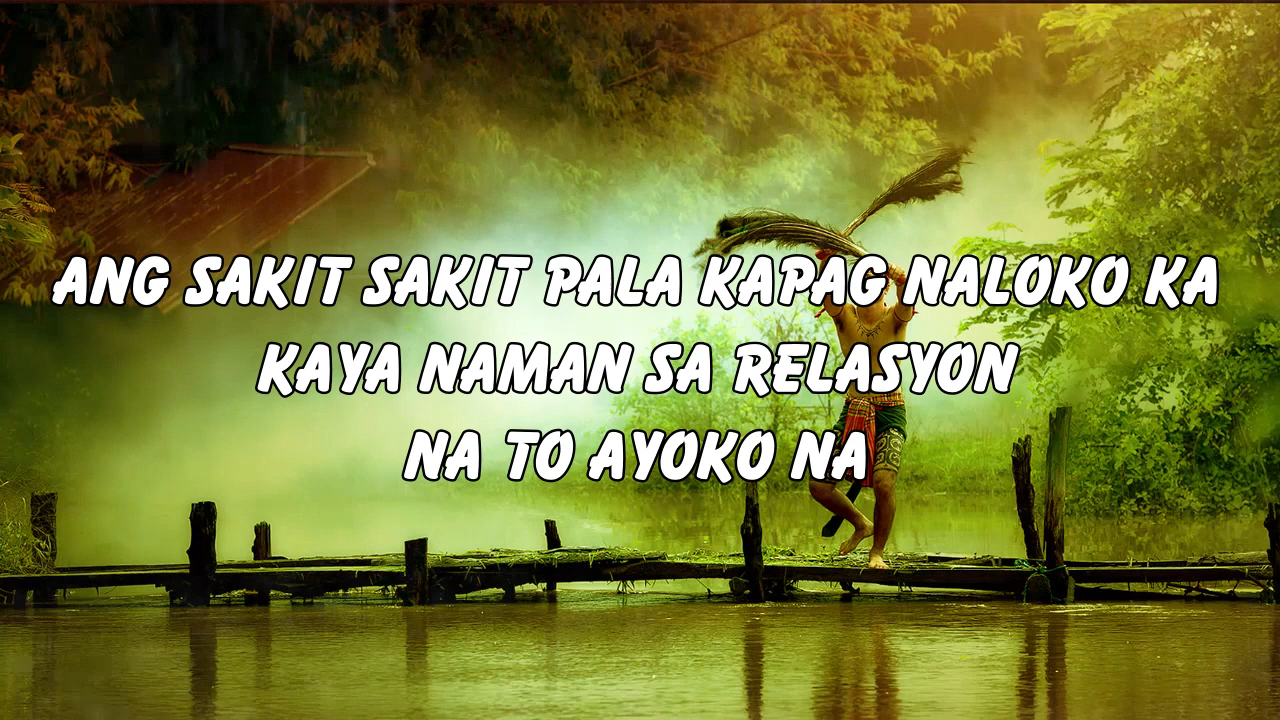 ANG SAKIT SAKIT PALA KAPAG NALOKO KA
KAYA NAMAN SA RELASYON
NA TO AYOKO NA